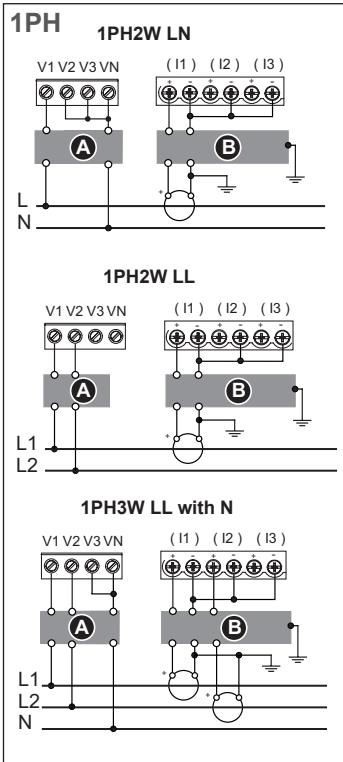 1PH
1PH2W LN
V1 V2 V3 VN
( I1 ) ( I2 ) ( I3 )
+ - + - + -
A
B
+
L
N
1PH2W LL
V1 V2 V3 VN
( I1 ) ( I2 ) ( I3 )
+ - + - + -
A
B
+
L1
L2
1PH3W LL with N
V1 V2 V3 VN
( I1 ) ( I2 ) ( I3 )
+ - + - + -
A
B
+
+
L1
L2
N